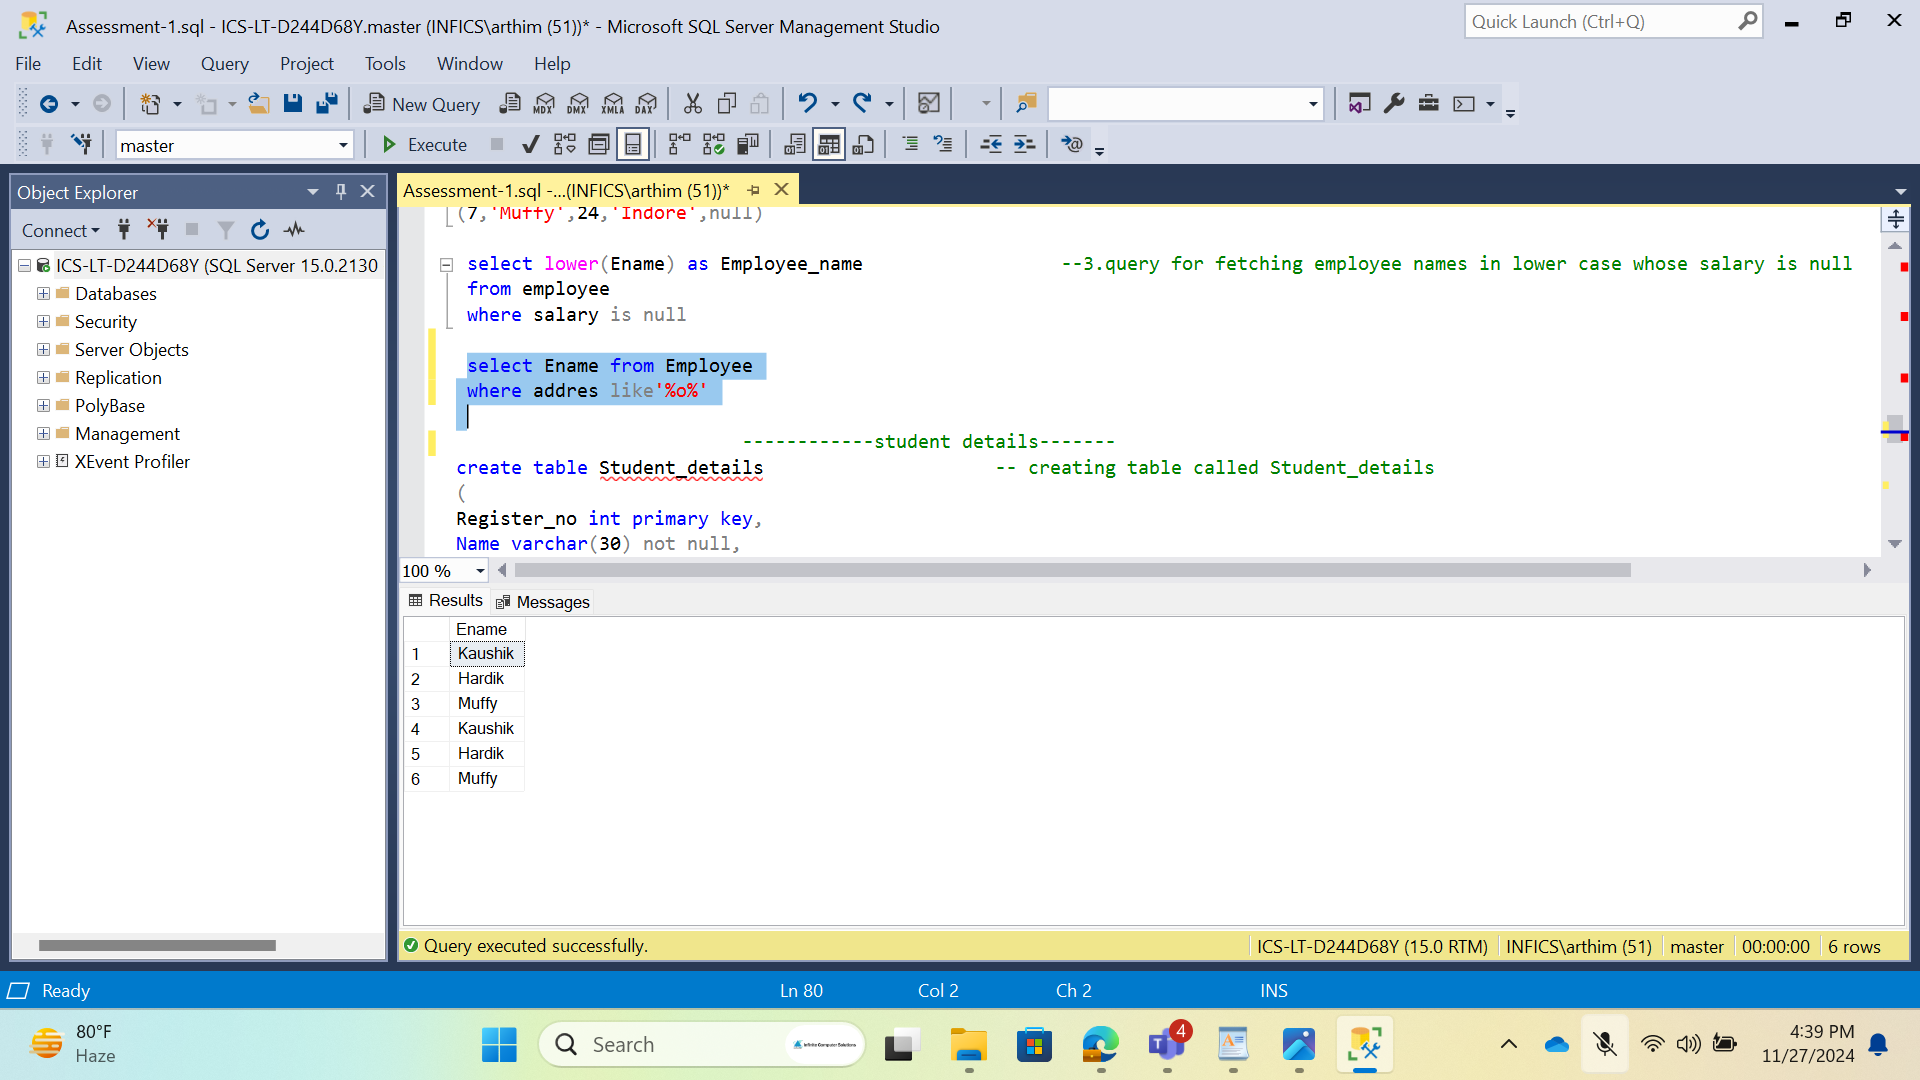 Assessment-1.sql - ICS-LT-D244D68Y.master (INFICS\arthim (51))* - Microsoft SQL Server Management Studio
Quick Launch (Ctrl+Q)
File Edit View Query Project Tools Window Help
New Query MDX DMX XMLA DAX
master Execute
Object Explorer
Connect
ICS-LT-D244D68Y (SQL Server 15.0.2130
Databases
Security
Server Objects
Replication
PolyBase
Management
XEvent Profiler
Assessment-1.sql -...(INFICS\arthim (51))*
(7,'Muffy',24,'Indore',null)
select lower(Ename) as Employee_name --3.query for fetching employee names in lower case whose salary is null
from employee
where salary is null
select Ename from Employee
where addres like'%o%'
------------student details-------
create table Student_details -- creating table called Student_details
(
Register_no int primary key,
Name varchar(30) not null,
100 %
Results Messages
Ename
1 Kaushik
2 Hardik
3 Muffy
4 Kaushik
5 Hardik
6 Muffy
Query executed successfully. ICS-LT-D244D68Y (15.0 RTM) INFICS\arthim (51) master 00:00:00 6 rows
Ready Ln 80 Col 2 Ch 2 INS
80°F
Haze
Search
Infinite Computer Solutions
4
4:39 PM
11/27/2024